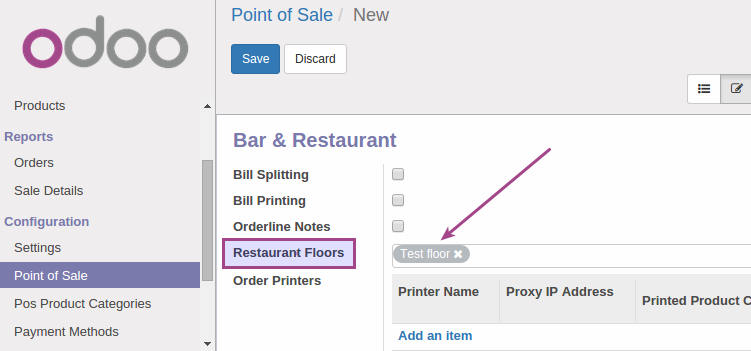 odoo
Products
Reports
Orders
Sale Details
Configuration
Settings
Point of Sale
Pos Product Categories
Payment Methods
Point of Sale / New
Save Discard
Bar & Restaurant
Bill Splitting
Bill Printing
Orderline Notes
Restaurant Floors Test floor ×
Order Printers
Printer Name Proxy IP Address Printed Product C
Add an item